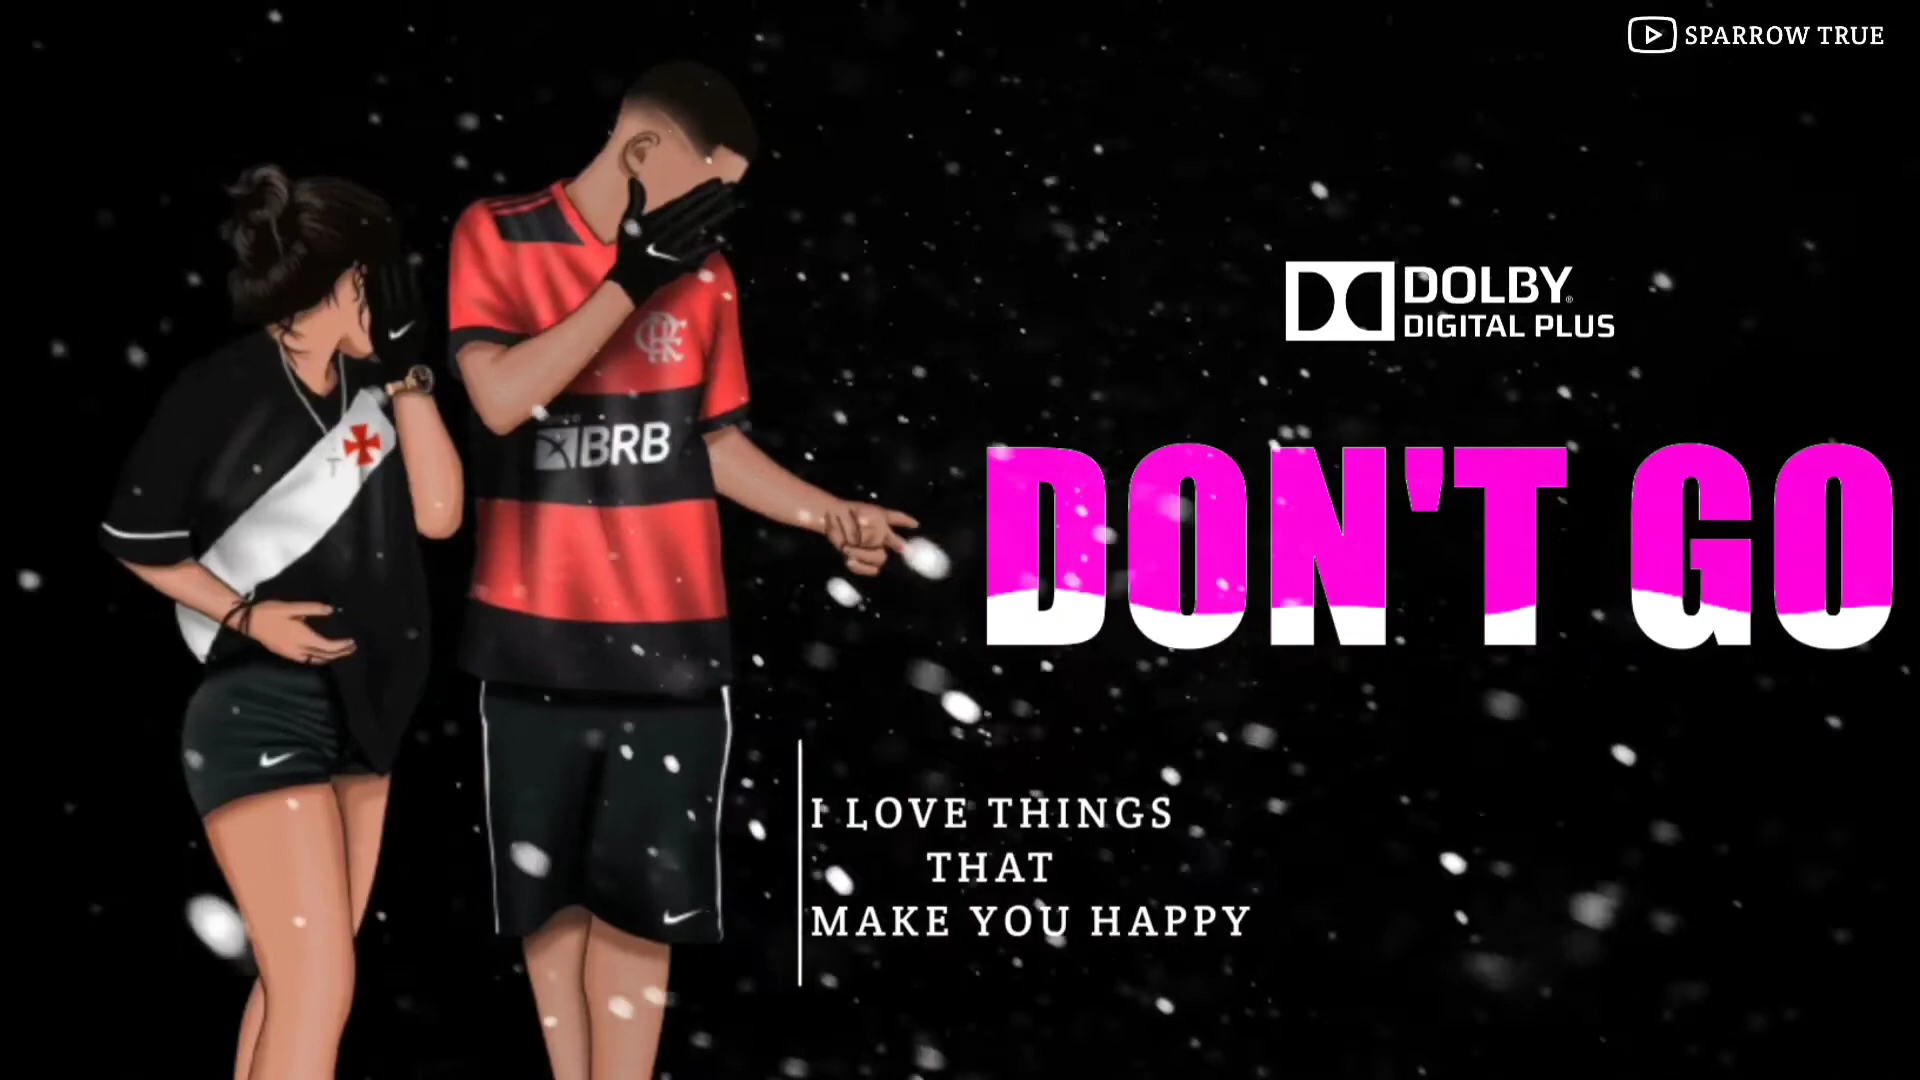 SPARROW TRUE
DOLBY
DIGITAL PLUS
BRB
DON'T GO
I LOVE THINGS
THAT
MAKE YOU HAPPY